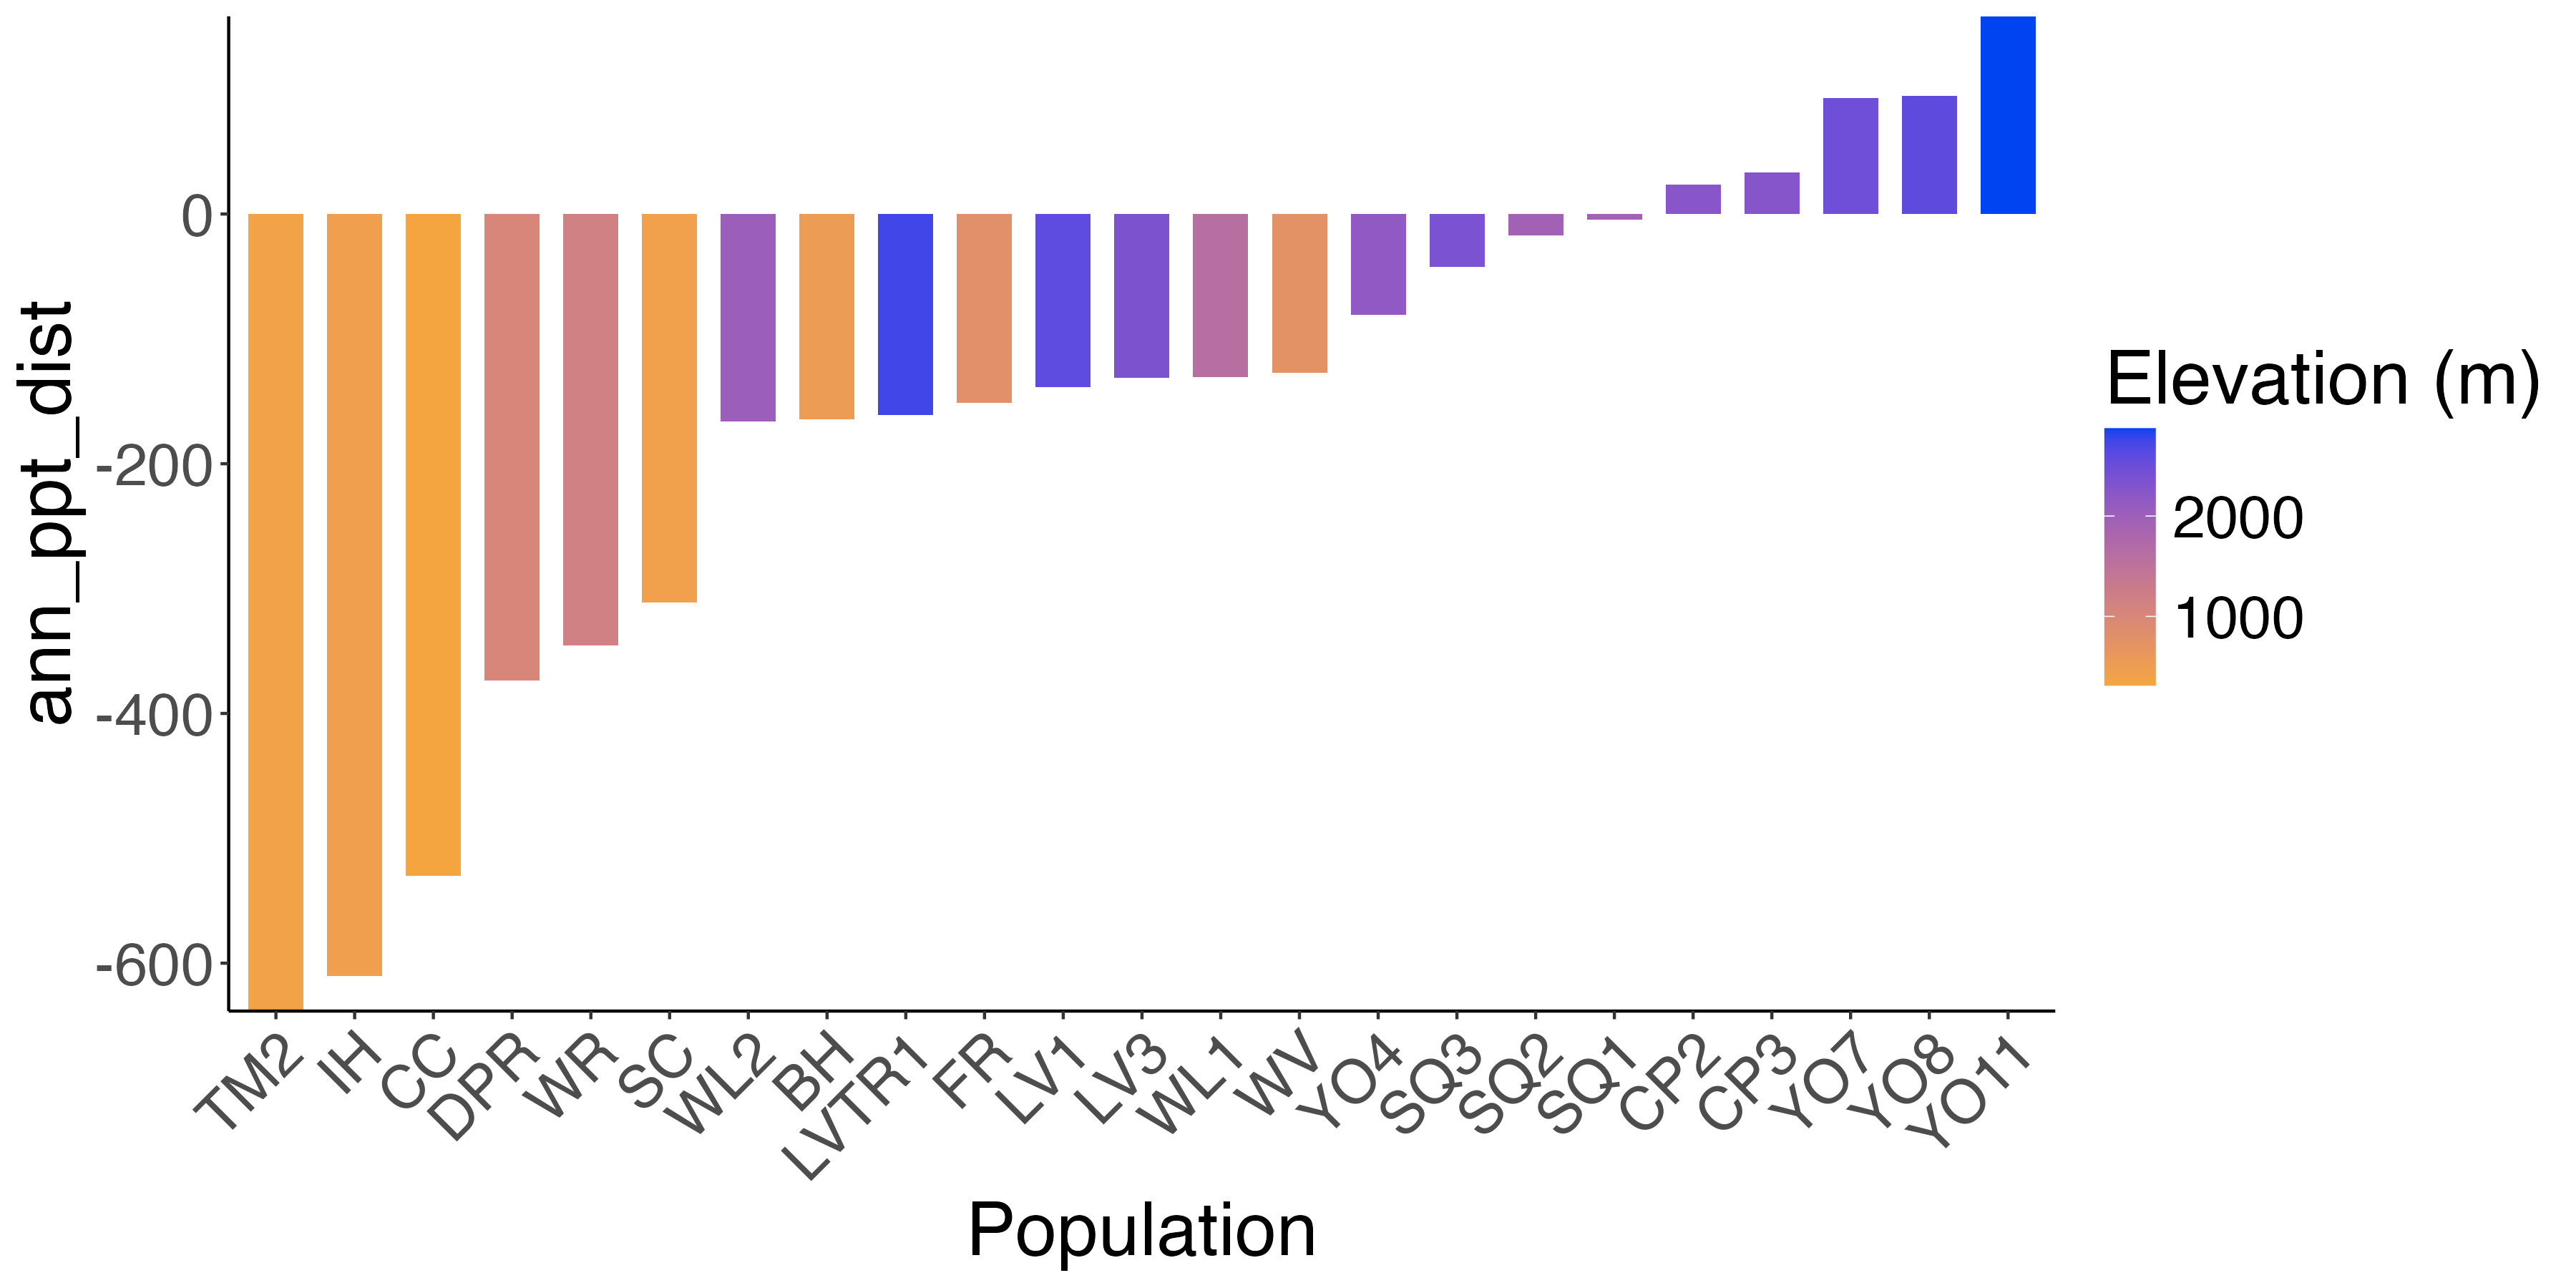 ann_ppt_dist
0
-200
-400
-600
TM2
IH
CC
DPR
WR
SC
WL2
BH
LVTR1
FR
LV1
LV3
WL1
WV
YO4
SQ3
SQ2
SQ1
CP2
CP3
YO7
YO8
YO11
Population
Elevation (m)
2000
1000